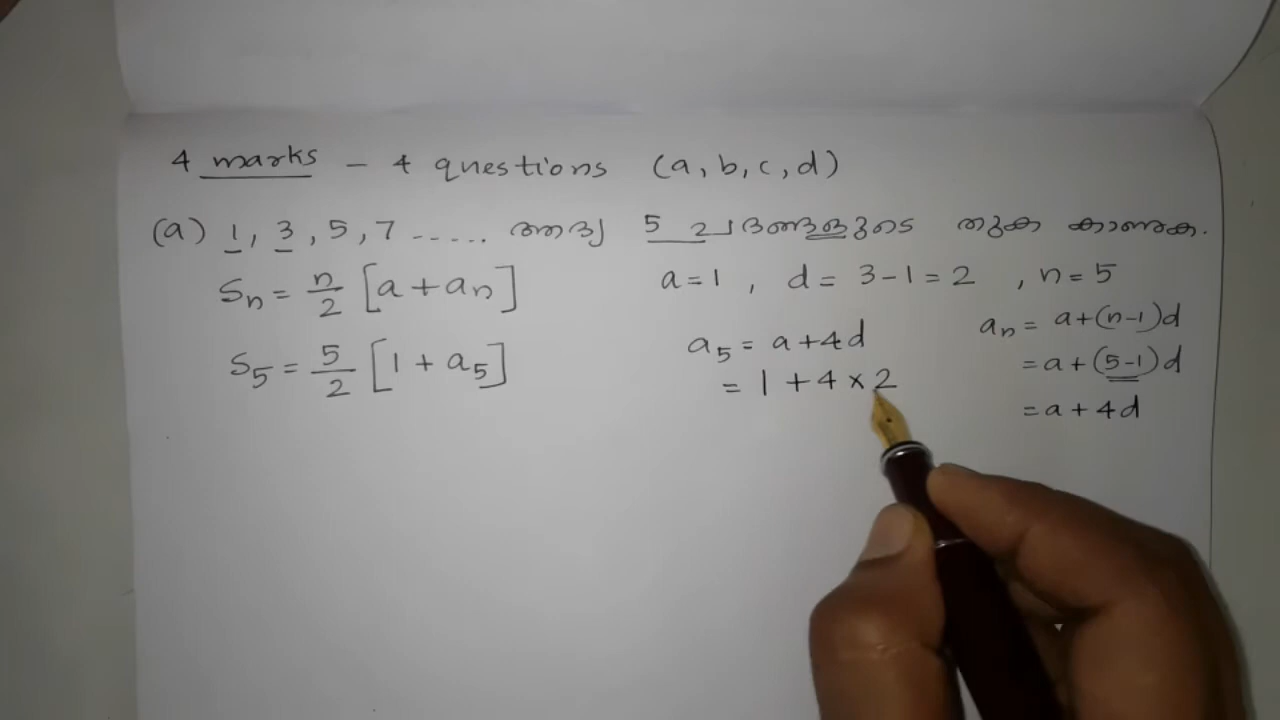 4 marks – 4 questions (a, b, c, d)
(a) 1, 3, 5, 7 ...... ആദ്യ 5 പദങ്ങളുടെ തുക കാണുക.
Sₙ = n/2 [a + aₙ]
a = 1 , d = 3 - 1 = 2 , n = 5
aₙ = a + (n-1)d
S₅ = 5/2 [1 + a₅]
a₅ = a + 4d
= a + (5-1)d
= 1 + 4 × 2
= a + 4d